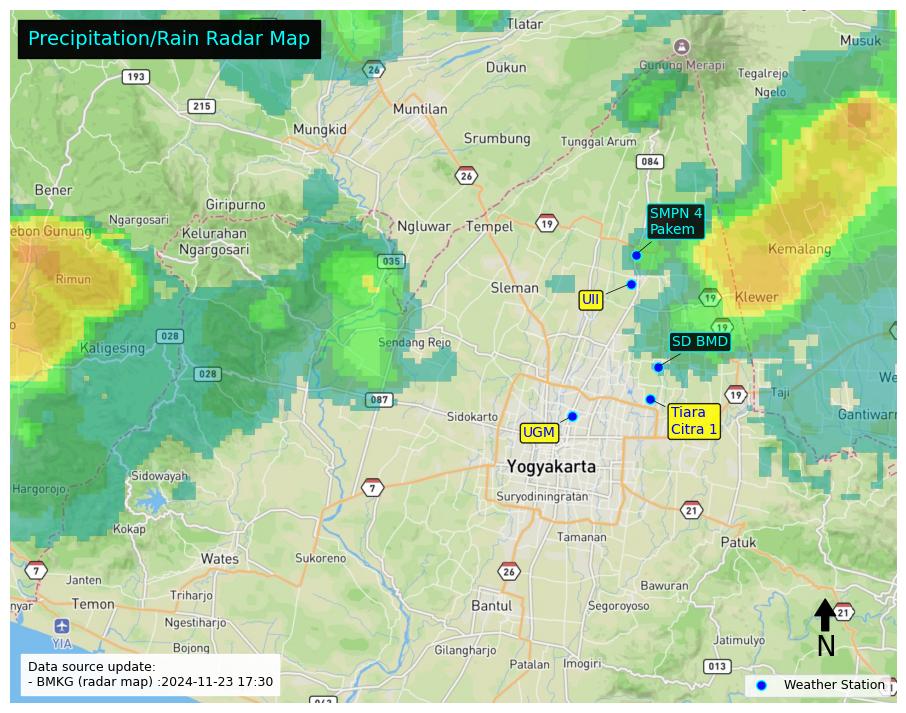 Precipitation/Rain Radar Map
Tlatar
Musuk
26
Dukun
Gunung Merapi
193
Tegalrejo
Ngelo
215
Muntilan
Mungkid
Srumbung
Tunggal Arum
084
26
Bener
Giripurno
Ngargosari
SMPN 4
Pakem
Ngluwar
Tempel
19
ebon Gunung
Kelurahan
Ngargosari
Kemalang
035
Rimun
Sleman
UII
19
Klewer
19
028
Kaligesing
Sendang Rejo
SD BMD
028
We
087
19
Taji
Sidokarto
Tiara
Citra 1
Gantiwarn
UGM
Yogyakarta
Sidowayah
7
Hargorejo
Suryodiningratan
21
Kokap
Tamanan
Patuk
Wates
Sukoreno
7
26
Janten
Bawuran
Triharjo
nyar
Temon
Bantul
Segoroyoso
21
Ngestiharjo
YIA
Jatimulyo
N
Bojong
Gilangharjo
Patalan
Imogiri
013
Data source update:
- BMKG (radar map) :2024-11-23 17:30
Weather Station